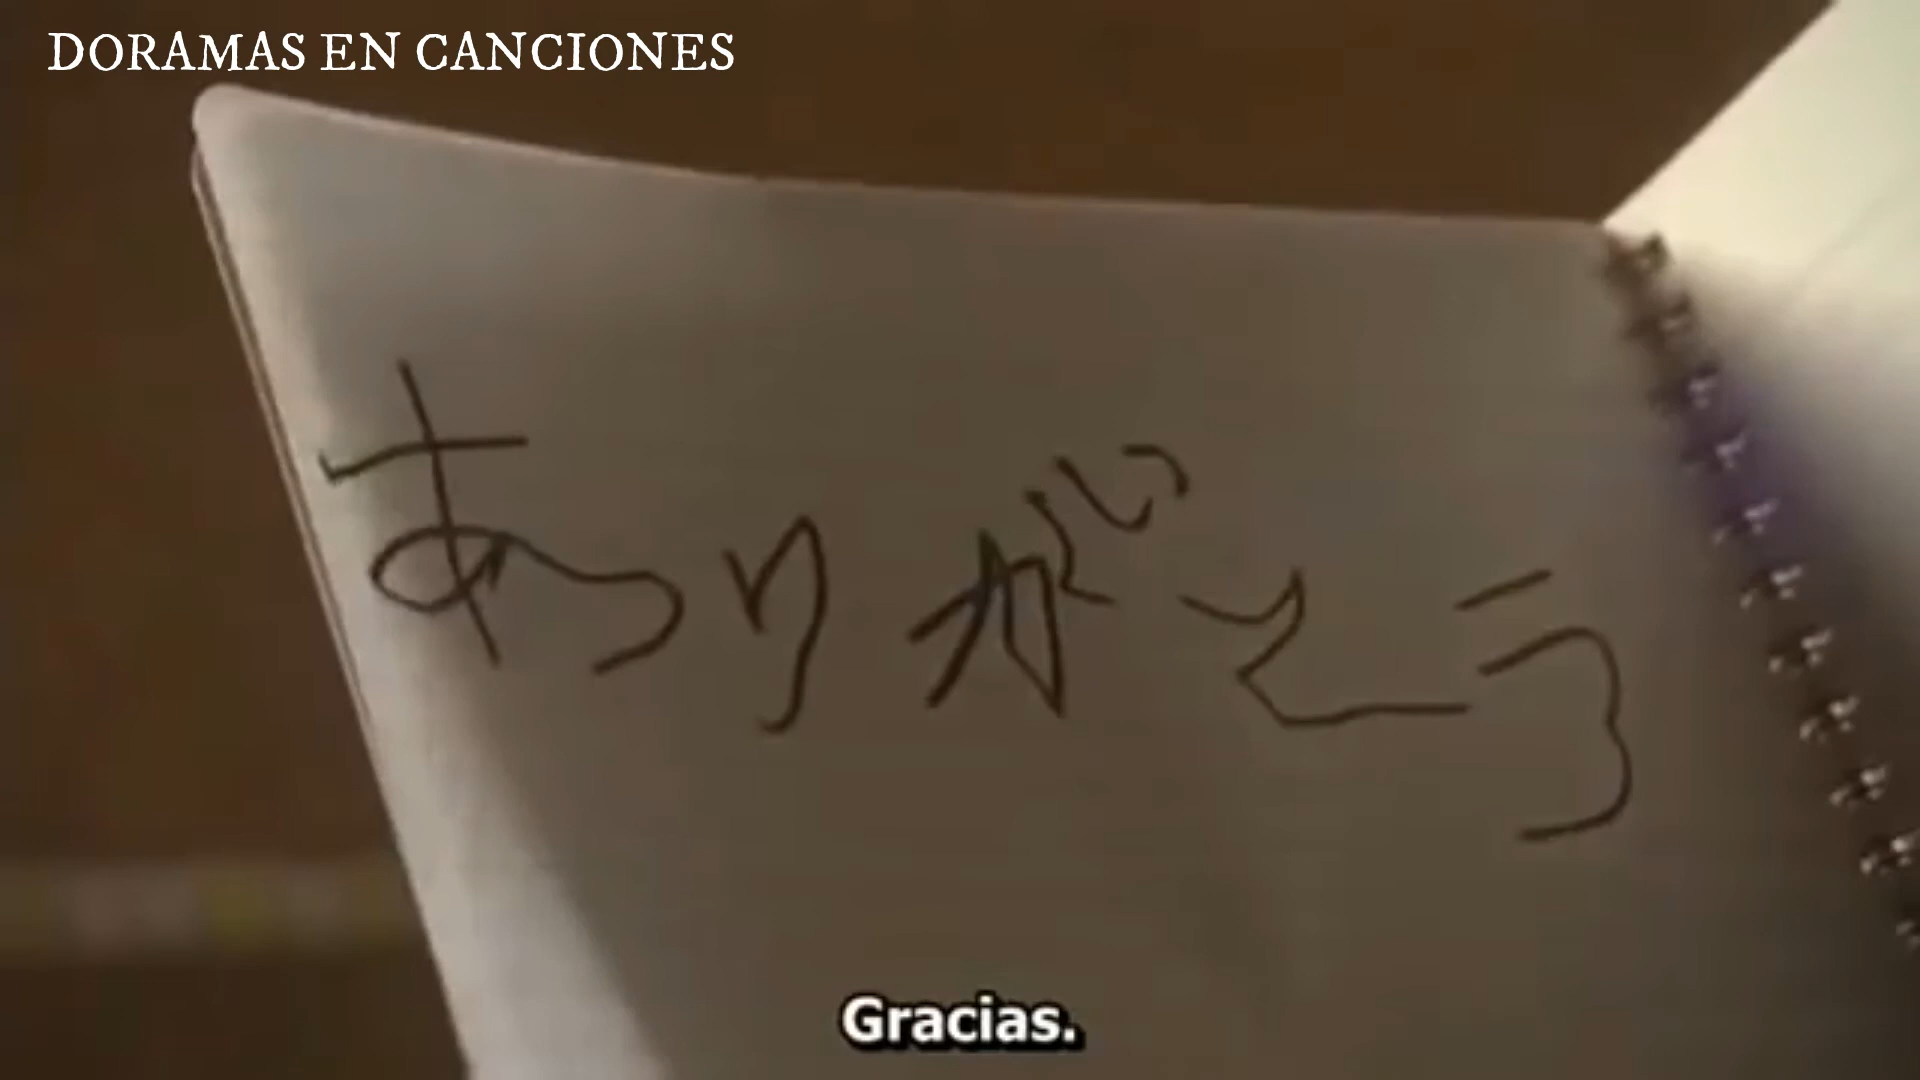 DORAMAS EN CANCIONES
ありがとう
Gracias.